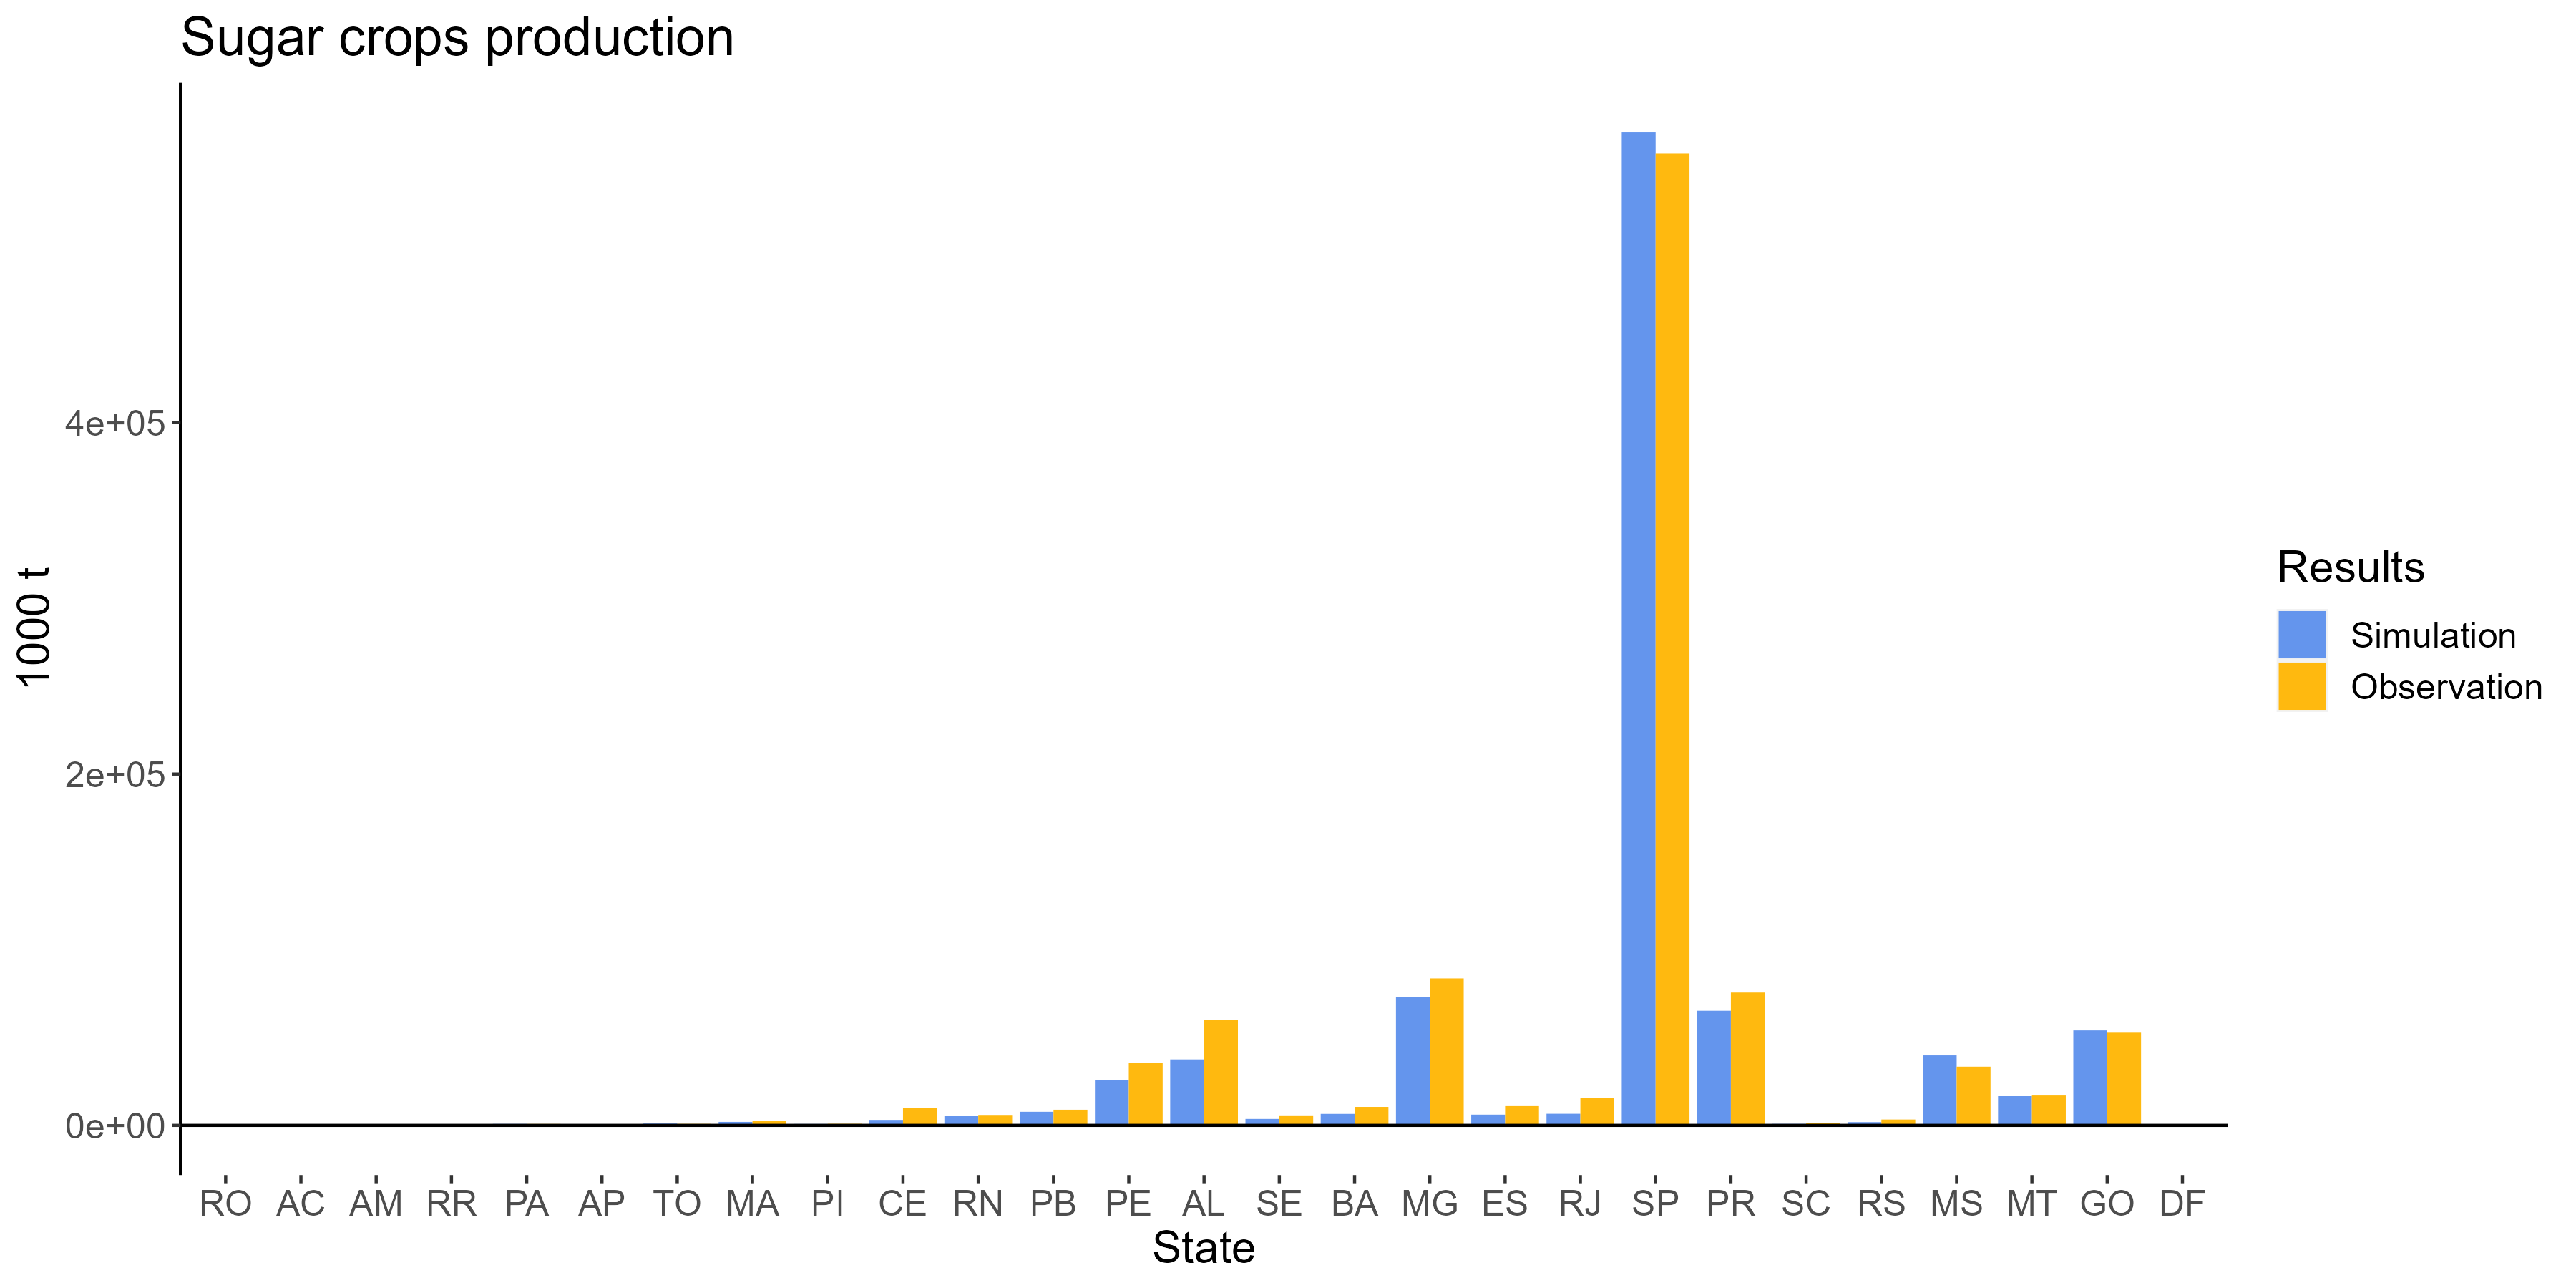 Sugar crops production
1000 t
4e+05
2e+05
0e+00
RO AC AM RR PA AP TO MA PI CE RN PB PE AL SE BA MG ES RJ SP PR SC RS MS MT GO DF
State
Results
Simulation
Observation